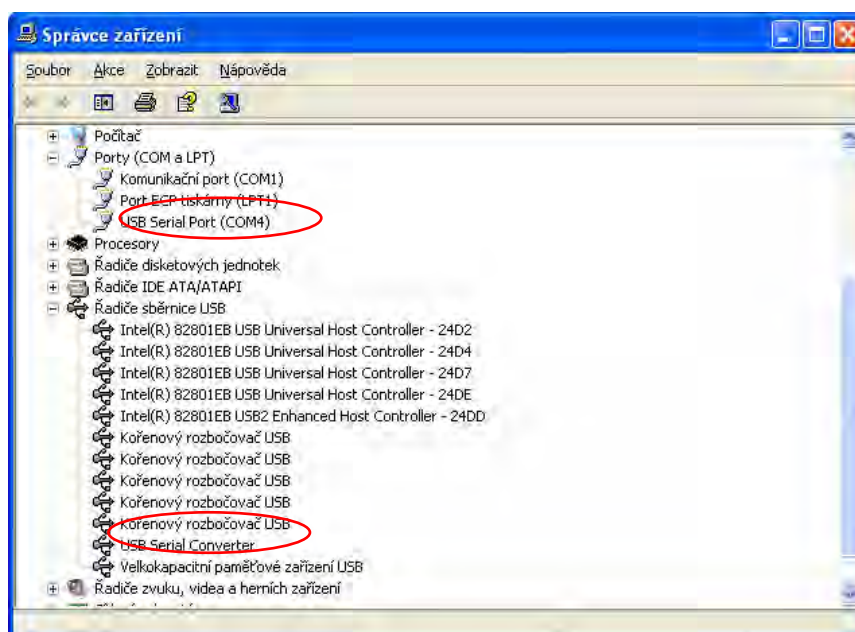 Správce zařízení
Soubor Akce Zobrazit Nápověda
Počítač
Porty (COM a LPT)
Komunikační port (COM1)
Port ECP tiskárny (LPT1)
USB Serial Port (COM4)
Procesory
Řadiče disketových jednotek
Řadiče IDE ATA/ATAPI
Řadiče sběrnice USB
Intel(R) 82801EB USB Universal Host Controller - 24D2
Intel(R) 82801EB USB Universal Host Controller - 24D4
Intel(R) 82801EB USB Universal Host Controller - 24D7
Intel(R) 82801EB USB Universal Host Controller - 24DE
Intel(R) 82801EB USB2 Enhanced Host Controller - 24DD
Kořenový rozbočovač USB
Kořenový rozbočovač USB
Kořenový rozbočovač USB
Kořenový rozbočovač USB
Kořenový rozbočovač USB
USB Serial Converter
Velkokapacitní paměťové zařízení USB
Řadiče zvuku, videa a herních zařízení